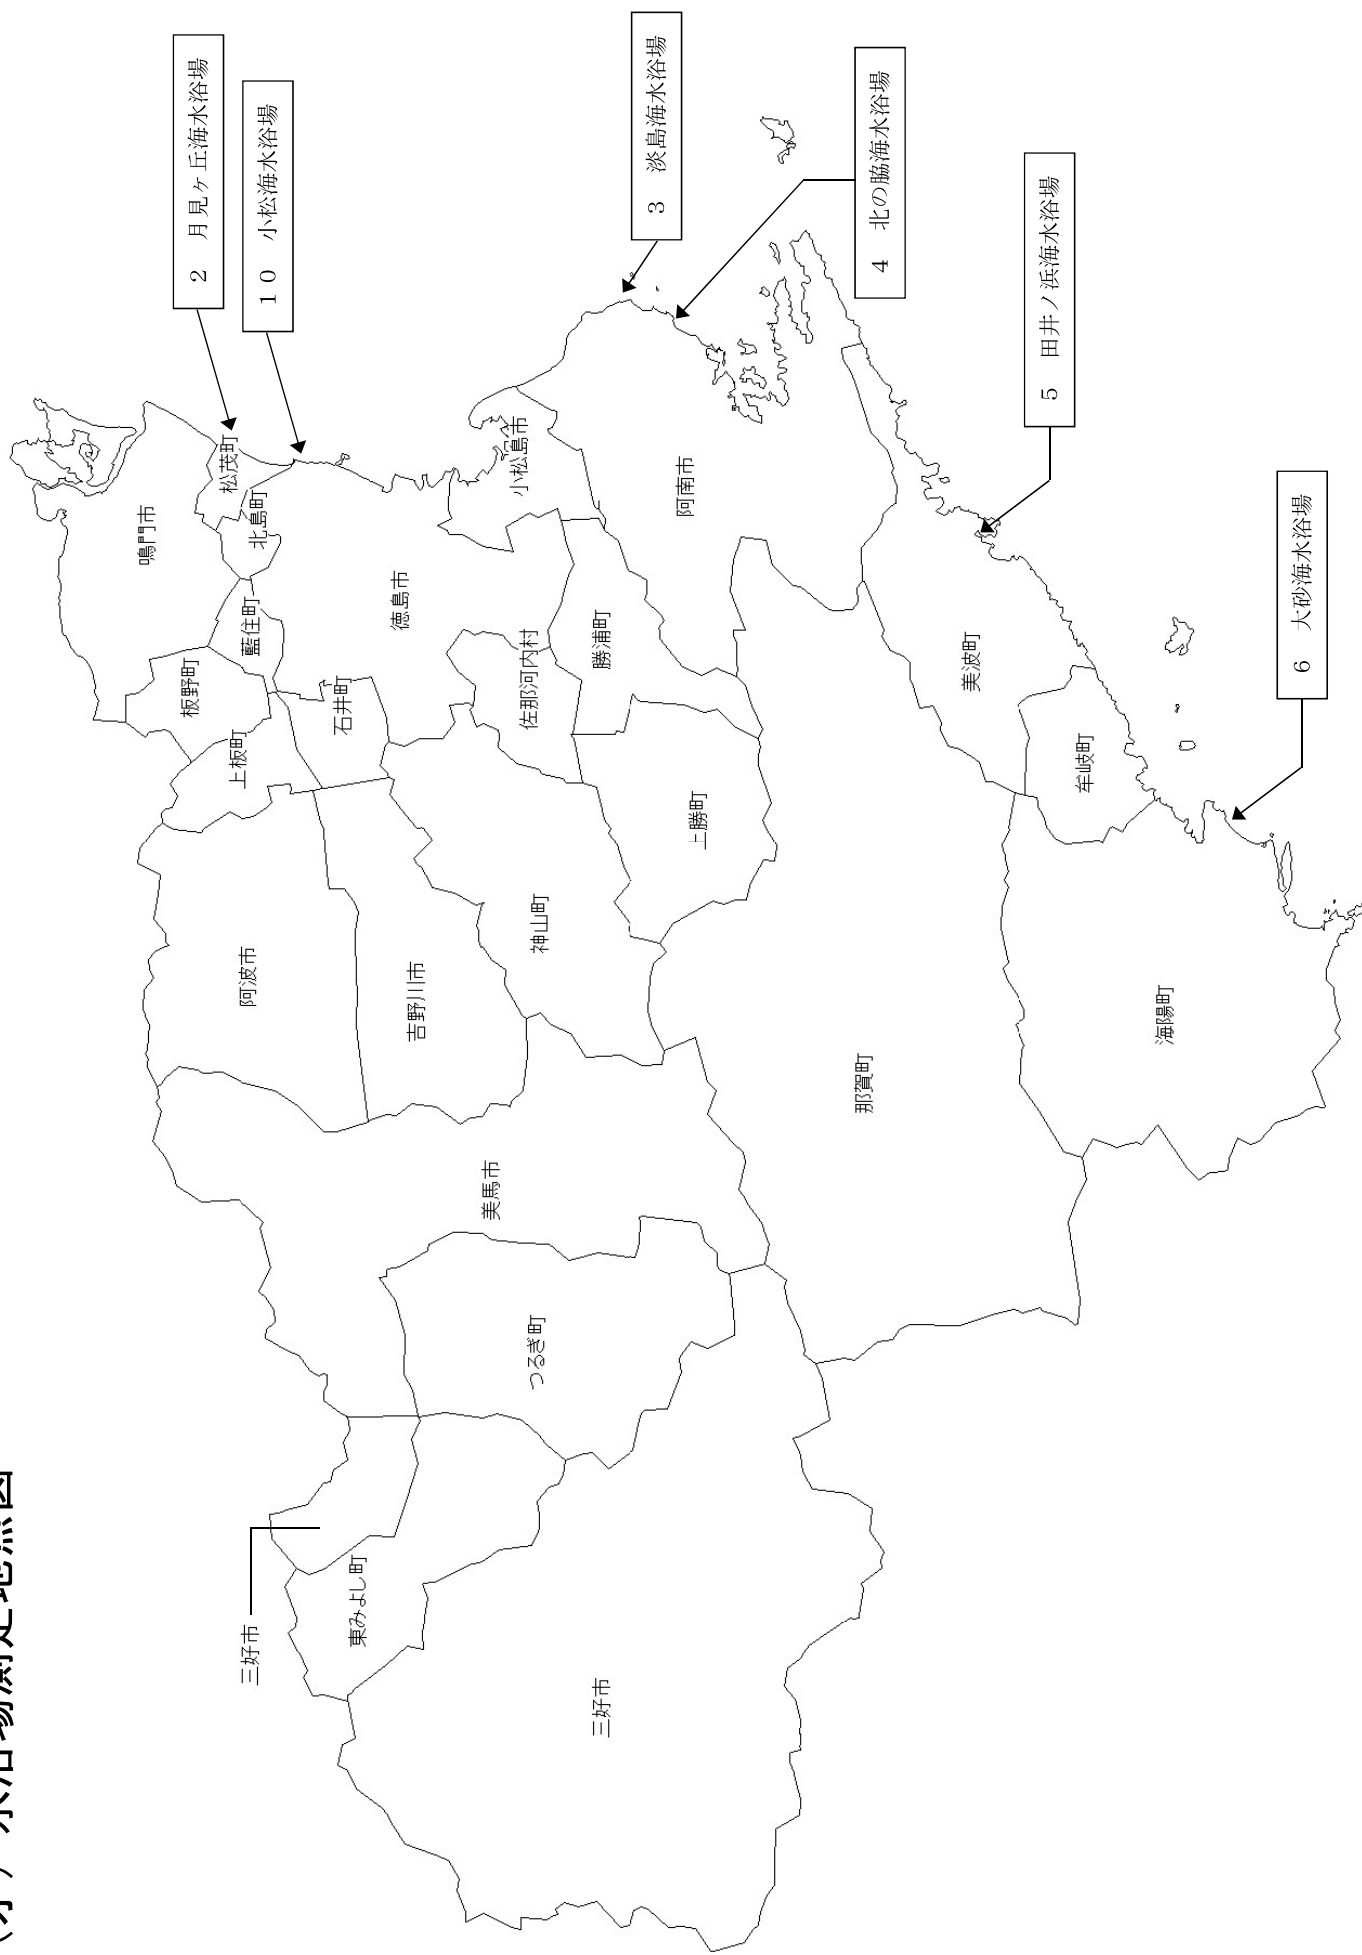 水浴場測定地点図
2 月見ヶ丘海水浴場
10 小松海水浴場
3 淡島海水浴場
4 北の脇海水浴場
5 田井ノ浜海水浴場
6 大砂海水浴場
鳴門市
松茂町
北島町
藍住町
板野町
上板町
徳島市
石井町
小松島市
佐那河内村
勝浦町
上勝町
阿南市
神山町
阿波市
吉野川市
美馬市
つるぎ町
三好市
東みよし町
三好市
那賀町
美波町
牟岐町
海陽町